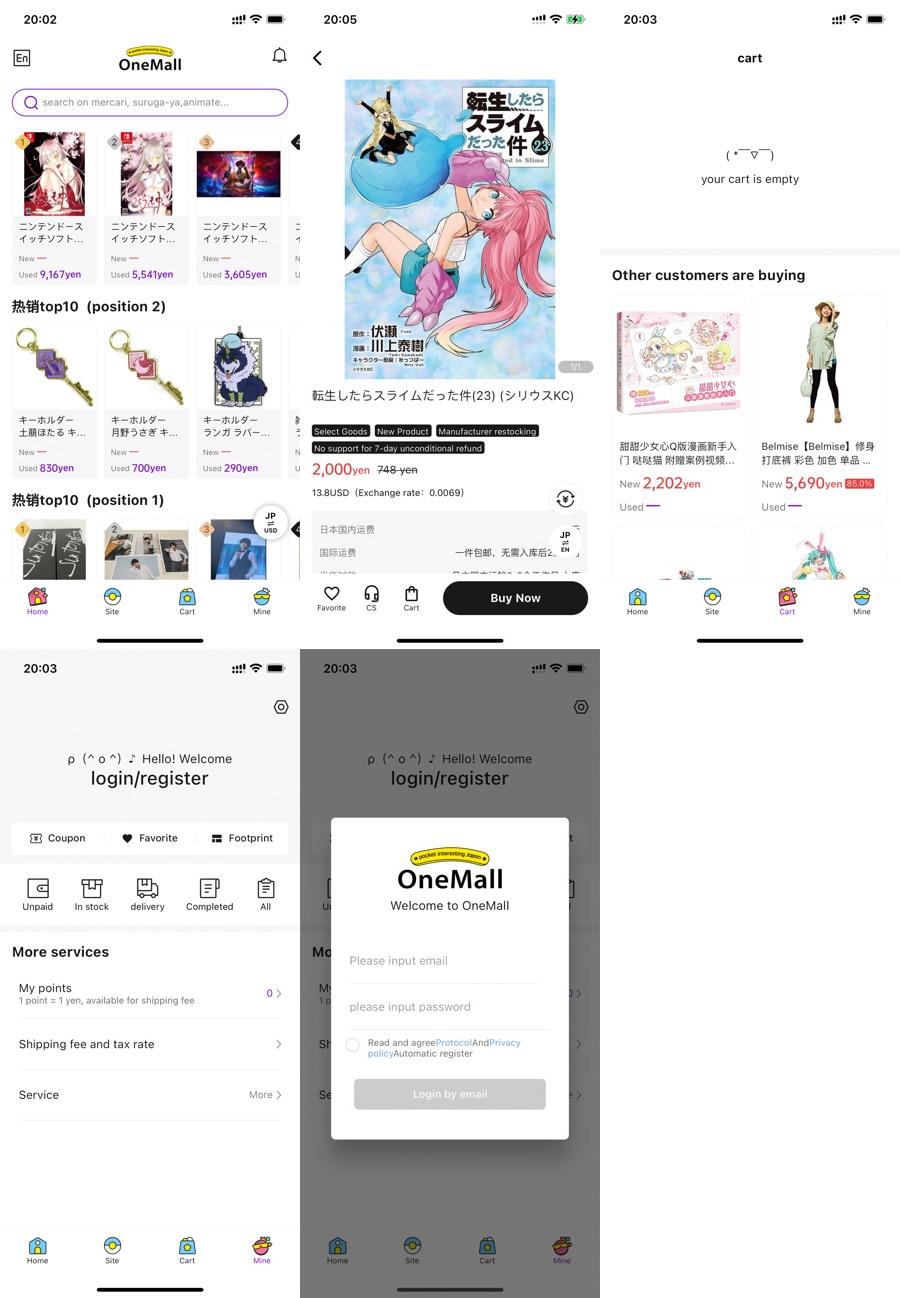 20:02
En
pocket interesting Japan
OneMall
search on mercari, suruga-ya,animate...
1
2
3
4
ニンテンドース
イッチソフト...
New
Used 9,167yen
ニンテンドース
イッチソフト...
New
Used 5,541yen
ニンテンドース
イッチソフト...
New
Used 3,605yen
热销top10（position 2）
キーホルダー
土萠ほたる キ...
New
Used 830yen
キーホルダー
月野うさぎ キ...
New
Used 700yen
キーホルダー
ランガ ラバー...
New
Used 290yen
热销top10（position 1）
1
2
3
JP
USD
Home
Site
Cart
Mine
20:05
転生したら
スライム
だった件
23
原作：伏瀬
漫画：川上泰樹
Taiki Kawakami
キャラクター原案：みっつばー
Mitz Vah
シリウスKC
1/1
転生したらスライムだった件(23) (シリウスKC)
Select Goods
New Product
Manufacturer restocking
No support for 7-day unconditional refund
2,000yen 748 yen
13.8USD（Exchange rate：0.0069）
日本国内运费
国际运费
一件包邮，无需入库后2
JP
EN
Favorite
CS
Cart
Buy Now
20:03
cart
( *￣▽￣)
your cart is empty
Other customers are buying
甜甜少女心
甜甜少女心Q版漫画新手入
门 哒哒猫 附赠案例视频...
New 2,202yen
Used
Belmise【Belmise】修身
打底裤 彩色 加色 单品 ...
New 5,690yen 85.0%
Used
Home
Site
Cart
Mine
20:03
ρ（^ o ^）♪ Hello! Welcome
login/register
Coupon
Favorite
Footprint
Unpaid
In stock
delivery
Completed
All
More services
My points
1 point = 1 yen, available for shipping fee
0
Shipping fee and tax rate
Service
More
Home
Site
Cart
Mine
20:03
ρ（^ o ^）♪ Hello! Welcome
login/register
pocket interesting Japan
OneMall
Welcome to OneMall
Please input email
please input password
Read and agreeProtocolAndPrivacy
policyAutomatic register
Login by email
Home
Site
Cart
Mine